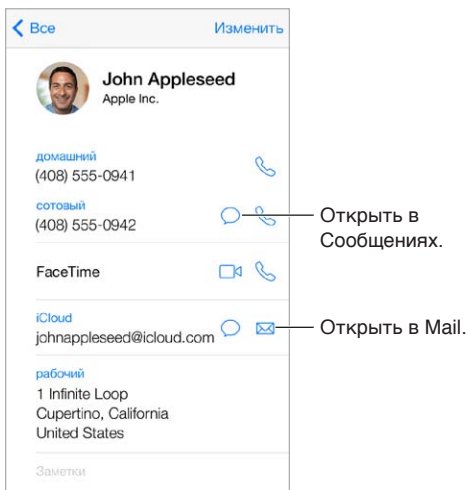 Все Изменить
John Appleseed
Apple Inc.
домашний
(408) 555-0941
сотовый
(408) 555-0942
Открыть в
Сообщениях.
FaceTime
iCloud
johnappleseed@icloud.com
Открыть в Mail.
рабочий
1 Infinite Loop
Cupertino, California
United States
Заметки